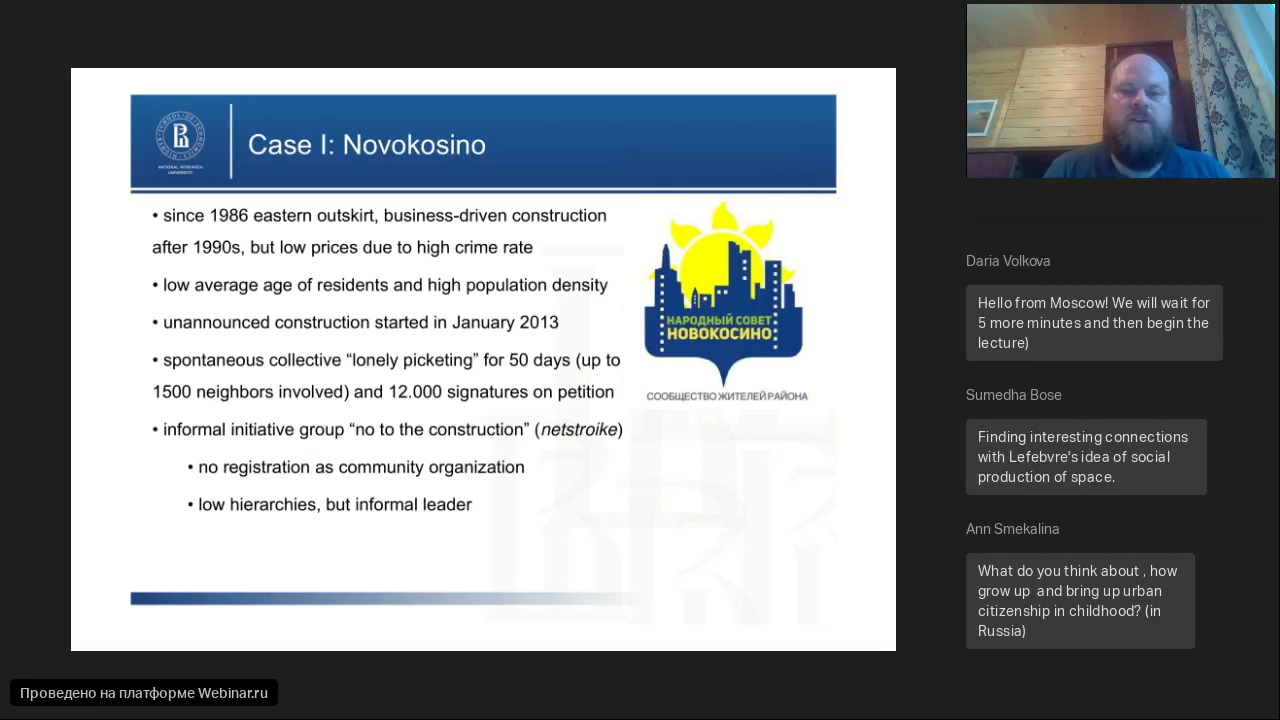 NATIONAL RESEARCH
UNIVERSITY
Case I: Novokosino
• since 1986 eastern outskirt, business-driven construction
after 1990s, but low prices due to high crime rate
• low average age of residents and high population density
• unannounced construction started in January 2013
• spontaneous collective “lonely picketing” for 50 days (up to
1500 neighbors involved) and 12.000 signatures on petition
• informal initiative group “no to the construction” (netstroike)
• no registration as community organization
• low hierarchies, but informal leader
НАРОДНЫЙ СОВЕТ
НОВОКОСИНО
СООБЩЕСТВО ЖИТЕЛЕЙ РАЙОНА
Daria Volkova
Hello from Moscow! We will wait for
5 more minutes and then begin the
lecture)
Sumedha Bose
Finding interesting connections
with Lefebvre's idea of social
production of space.
Ann Smekalina
What do you think about , how
grow up  and bring up urban
citizenship in childhood? (in
Russia)
Проведено на платформе Webinar.ru